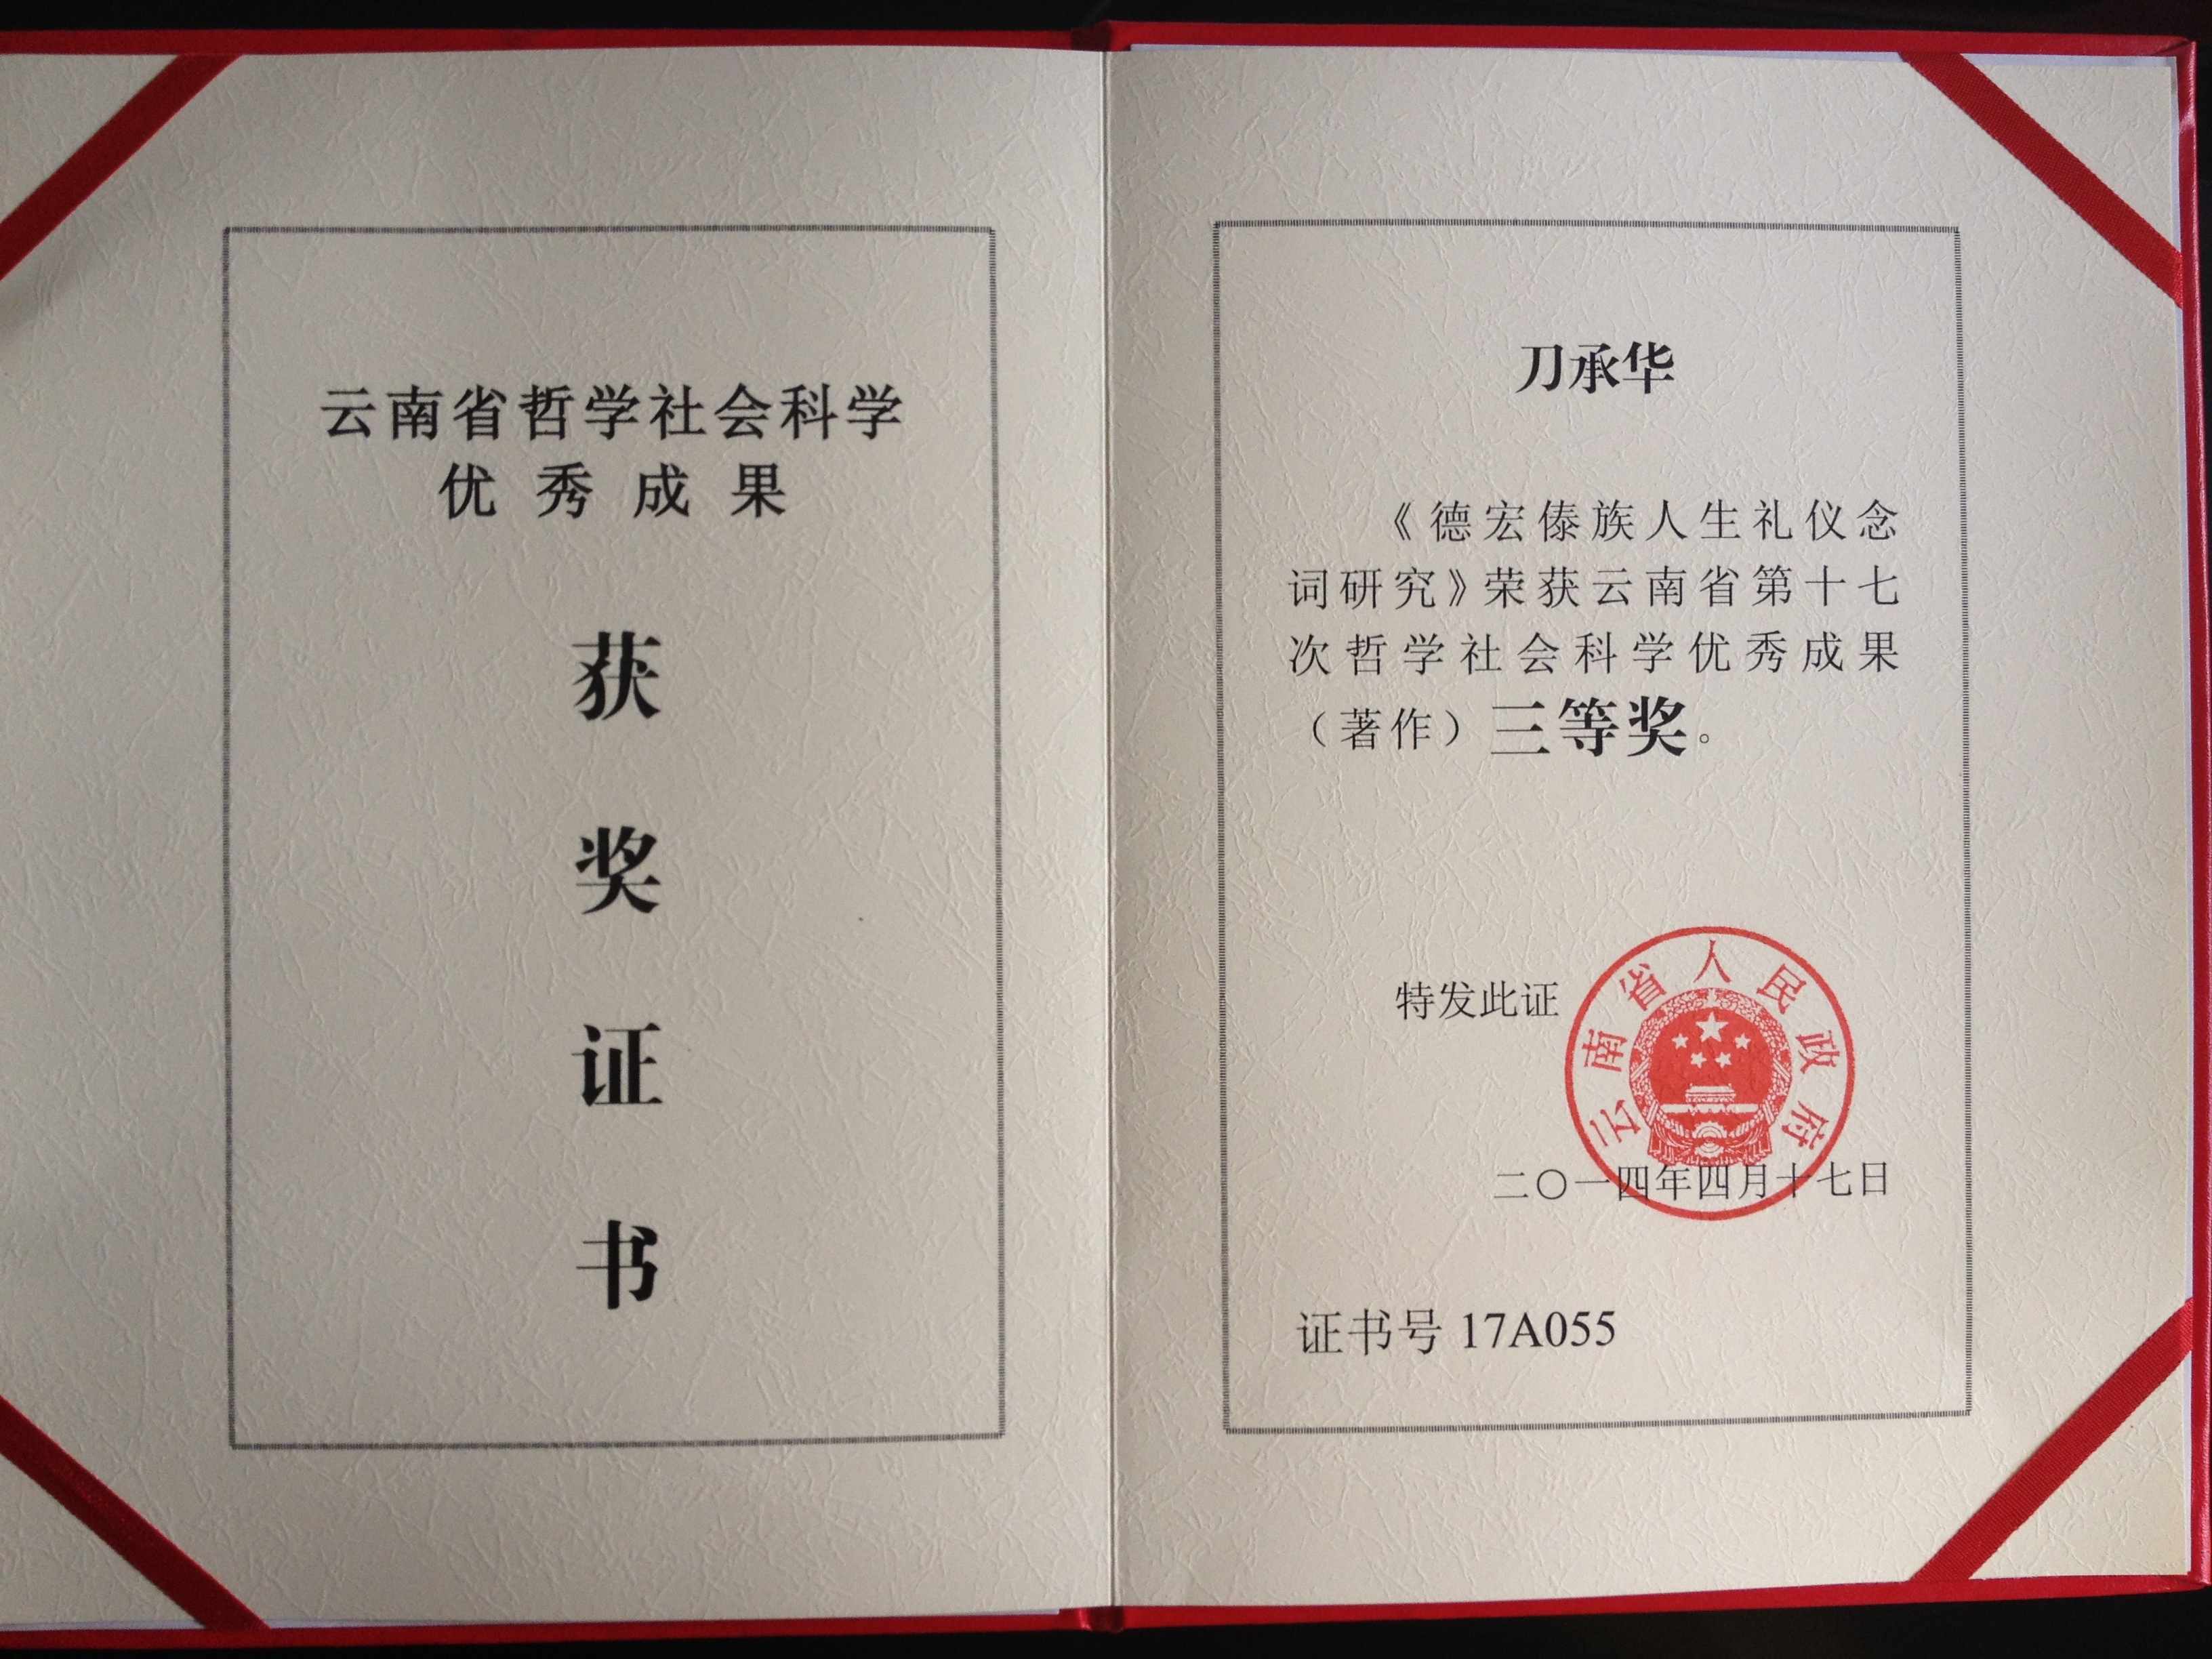 云南省哲学社会科学
优秀成果
获
奖
证
书
刀承华
《德宏傣族人生礼仪念
词研究》荣获云南省第十七
次哲学社会科学优秀成果
（著作）三等奖。
特发此证
云南省人民政府
二〇一四年四月十七日
证书号 17A055